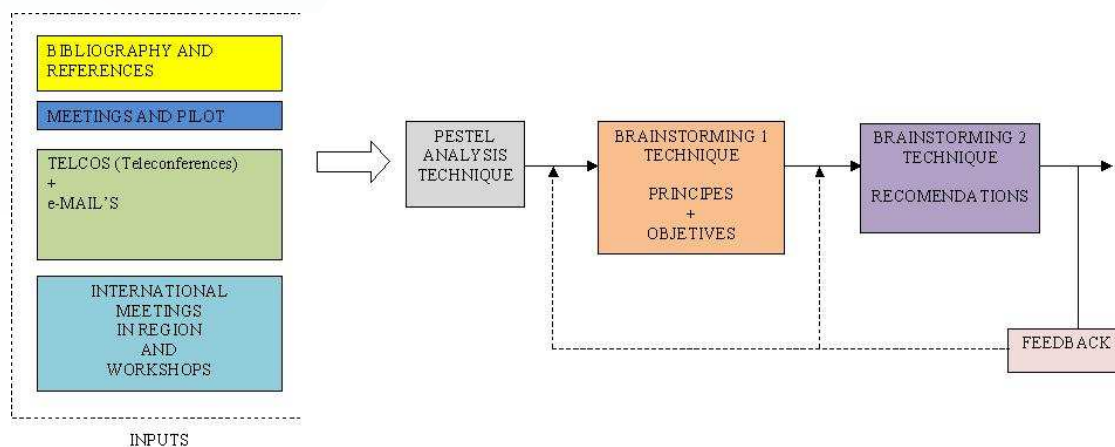 BIBLIOGRAPHY AND
REFERENCES
MEETINGS AND PILOT
TELCOS (Teleconferences)
+
e-MAIL'S
INTERNATIONAL
MEETINGS
IN REGION
AND
WORKSHOPS
INPUTS
PESTEL
ANALYSIS
TECHNIQUE
BRAINSTORMING 1
TECHNIQUE
PRINCIPES
+
OBJETIVES
BRAINSTORMING 2
TECHNIQUE
RECOMENDATIONS
FEEDBACK